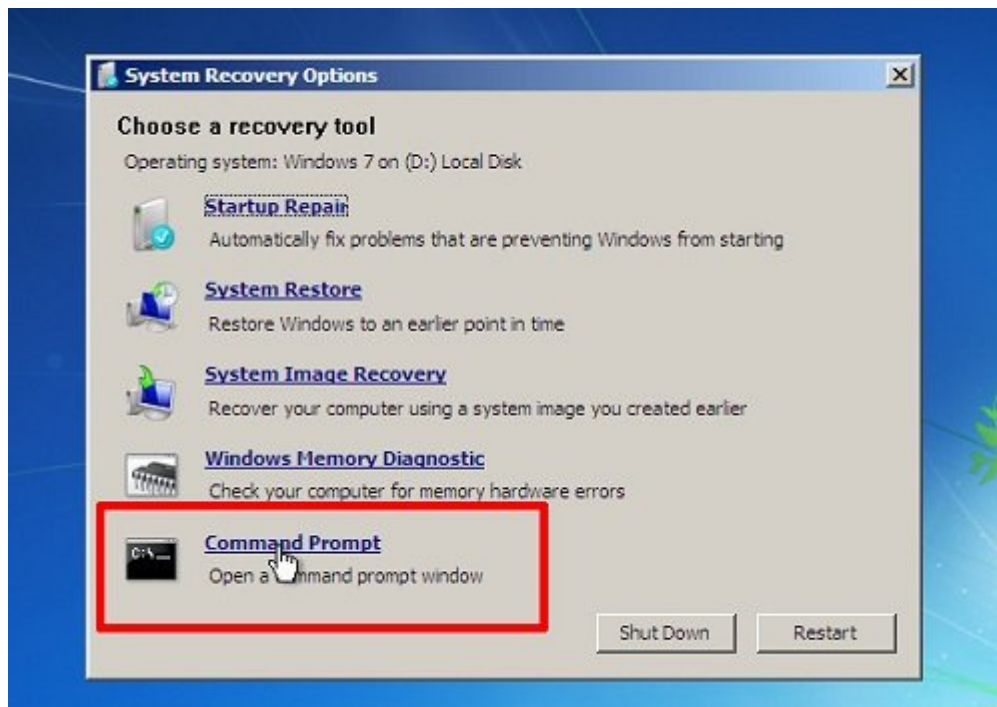 System Recovery Options
Choose a recovery tool
Operating system: Windows 7 on (D:) Local Disk
Startup Repair
Automatically fix problems that are preventing Windows from starting
System Restore
Restore Windows to an earlier point in time
System Image Recovery
Recover your computer using a system image you created earlier
Windows Memory Diagnostic
Check your computer for memory hardware errors
C:\_
Command Prompt
Open a command prompt window
Shut Down
Restart